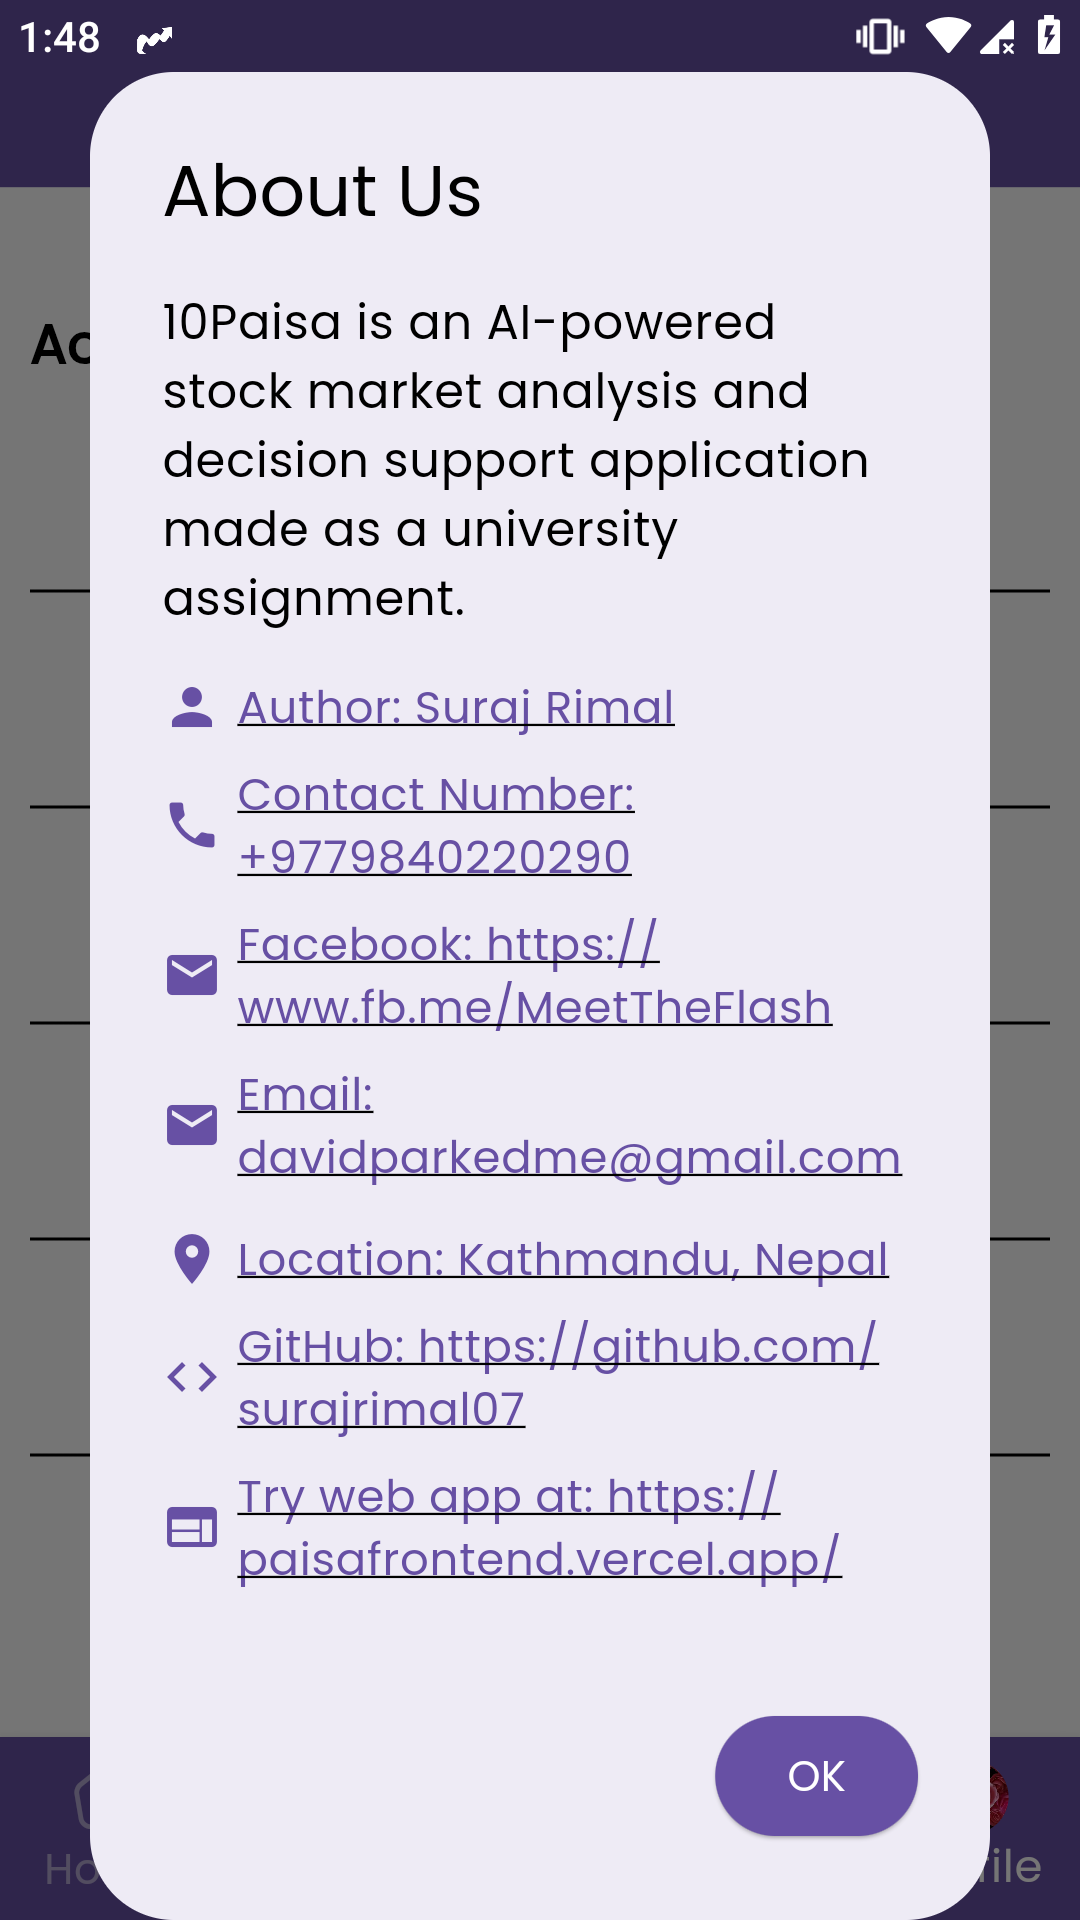 1:48
About Us
10Paisa is an AI-powered
stock market analysis and
decision support application
made as a university
assignment.
Author: Suraj Rimal
Contact Number:
+9779840220290
Facebook: https://
www.fb.me/MeetTheFlash
Email:
davidparkedme@gmail.com
Location: Kathmandu, Nepal
GitHub: https://github.com/
surajrimal07
Try web app at: https://
paisafrontend.vercel.app/
OK